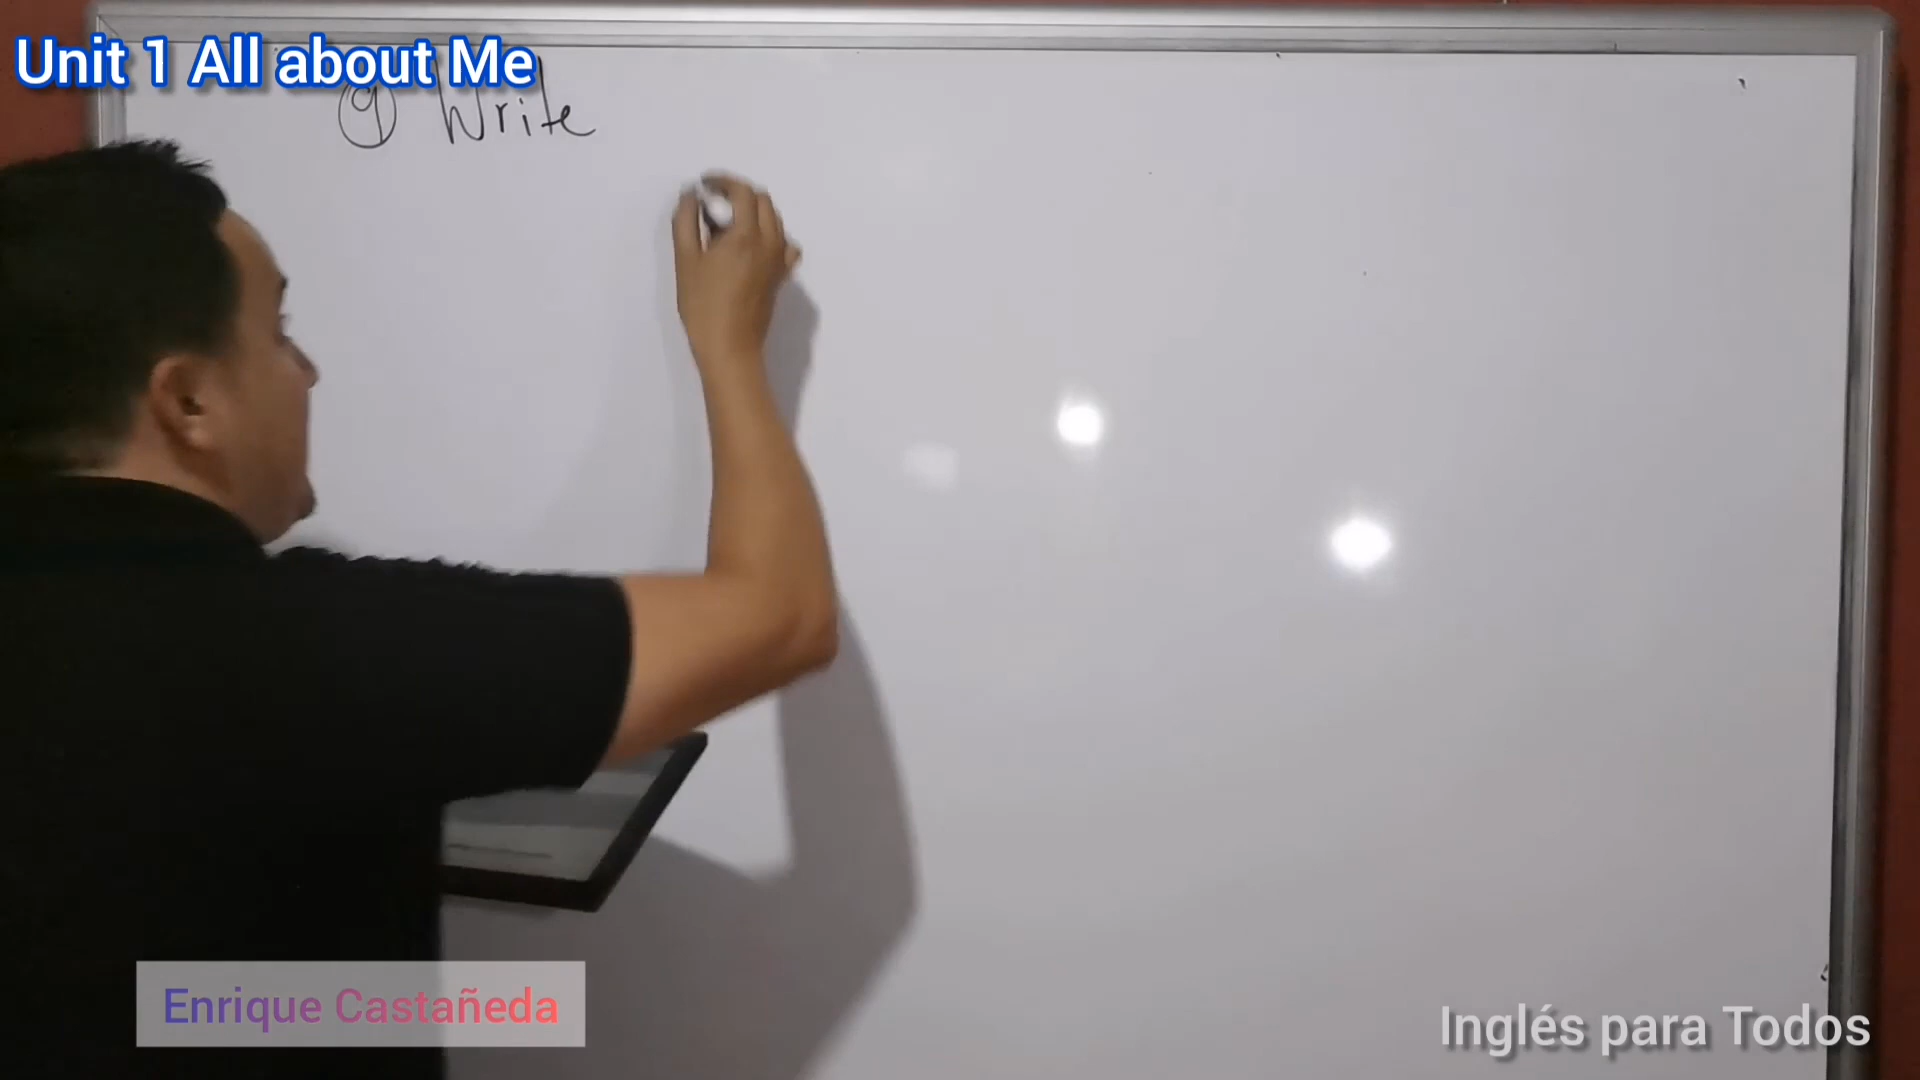 Unit 1 All about Me
9 Write
Enrique Castañeda
Inglés para Todos